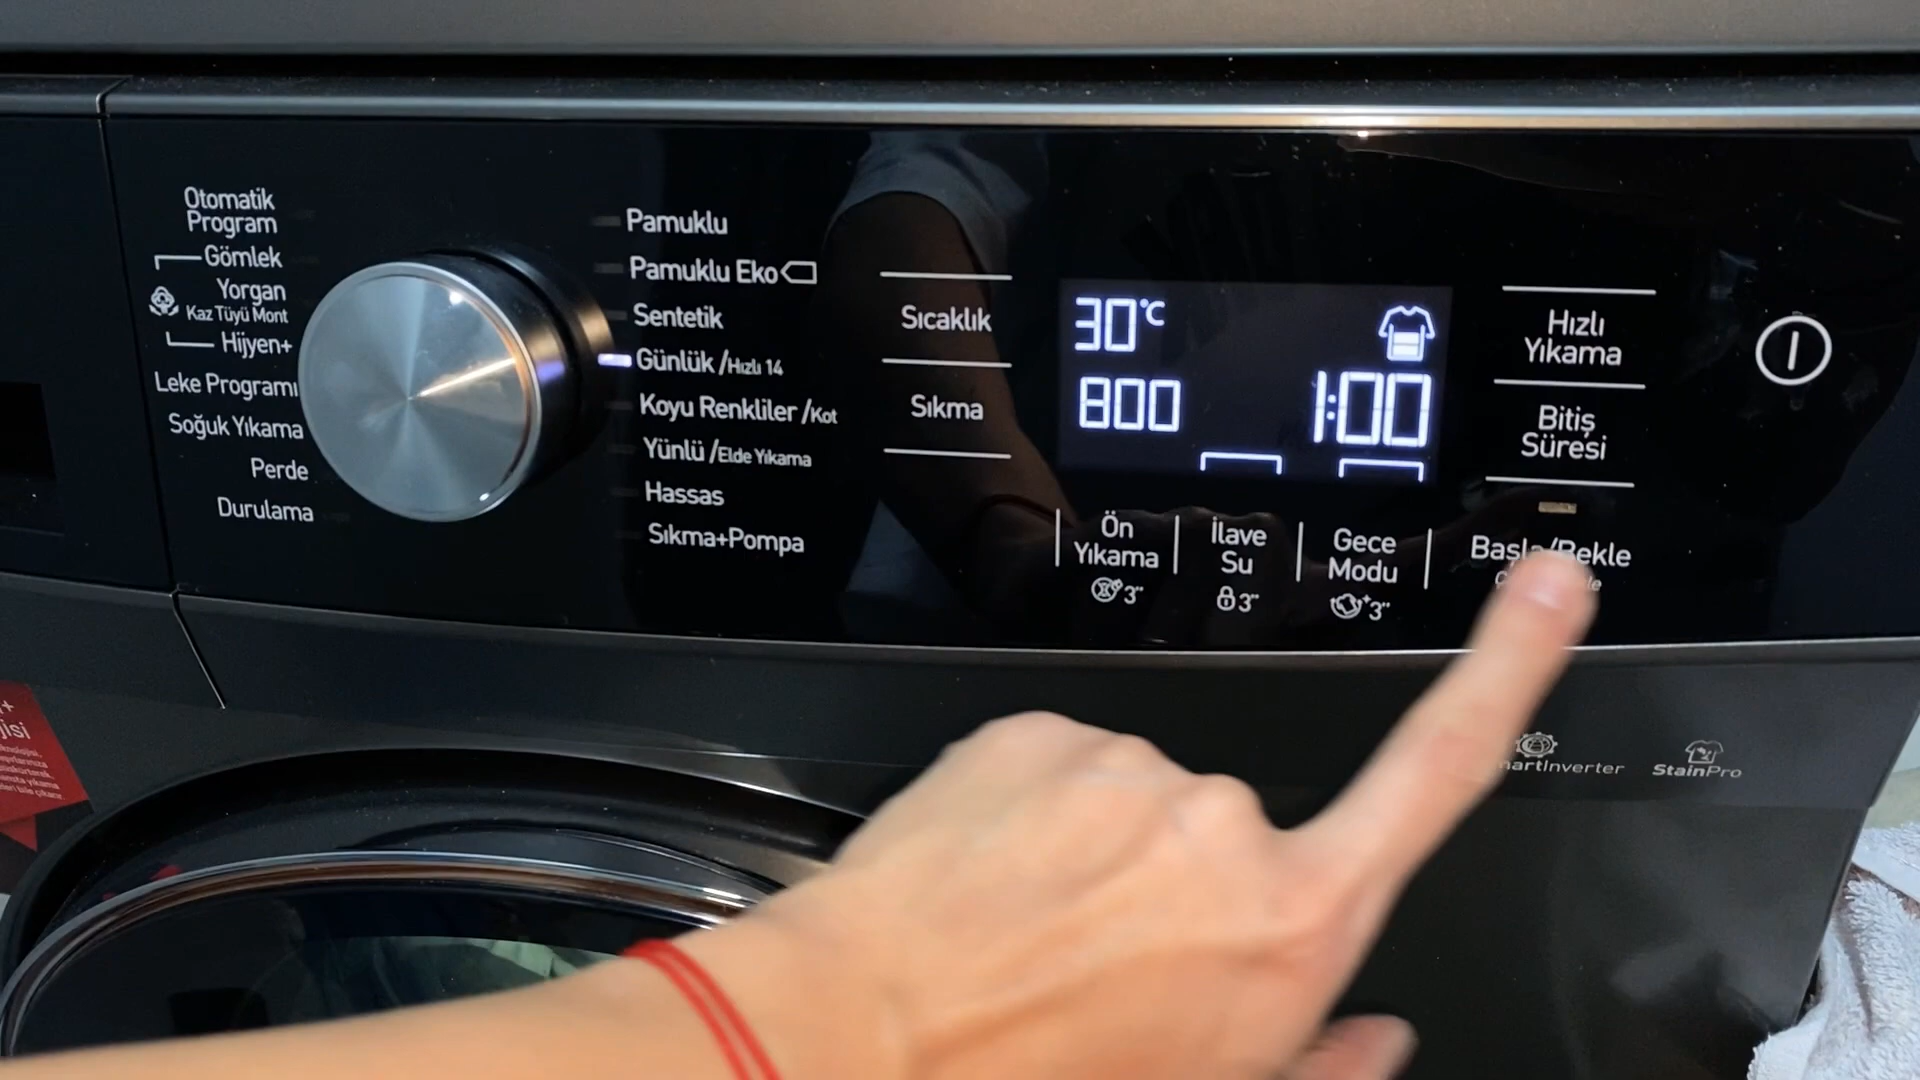 Otomatik
Program
Gömlek
Yorgan
Kaz Tüyü Mont
Hijyen+
Leke Programı
Soğuk Yıkama
Perde
Durulama
Pamuklu
Pamuklu Eko
Sentetik
Günlük /Hızlı 14
Koyu Renkliler /Kot
Yünlü /Elde Yıkama
Hassas
Sıkma+Pompa
Sıcaklık
Sıkma
30°C
800
1:00
Hızlı
Yıkama
Bitiş
Süresi
Ön
Yıkama
3"
İlave
Su
3"
Gece
Modu
3"
Başla/Bekle
StainPro